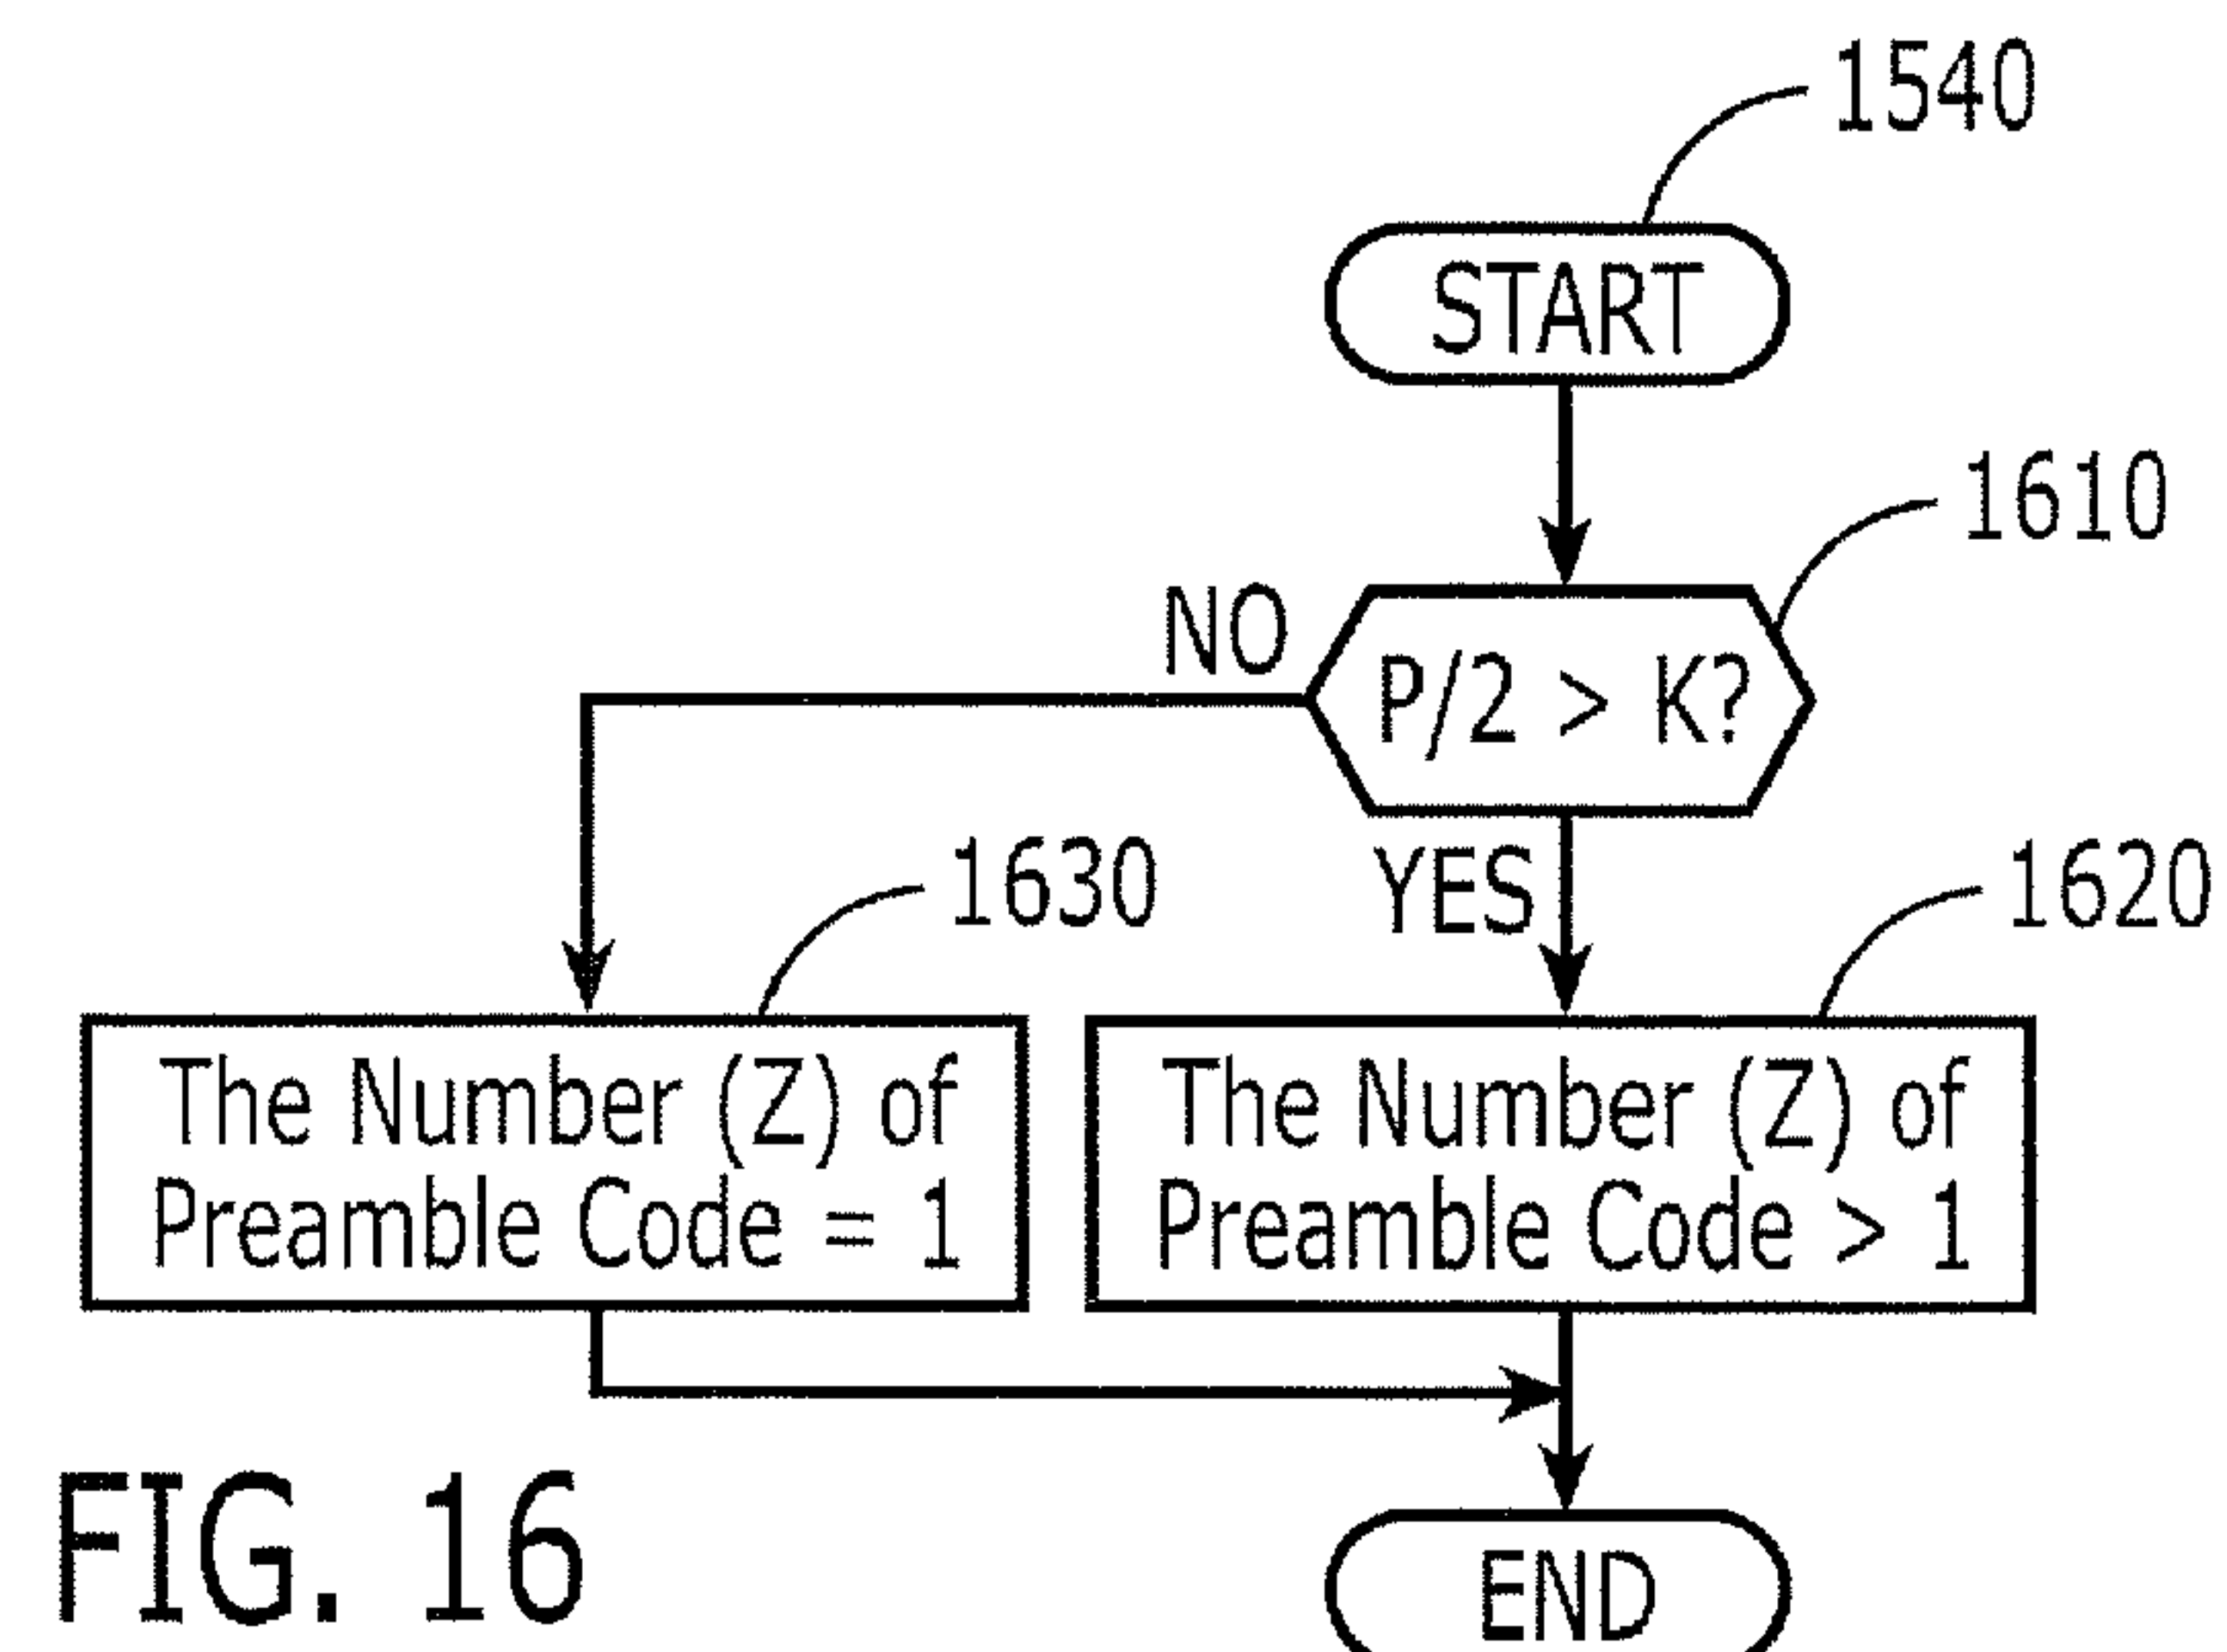 1540
START
1610
NO
P/2 > K?
1630
YES
1620
The Number (Z) of
Preamble Code = 1
The Number (Z) of
Preamble Code > 1
FIG. 16
END